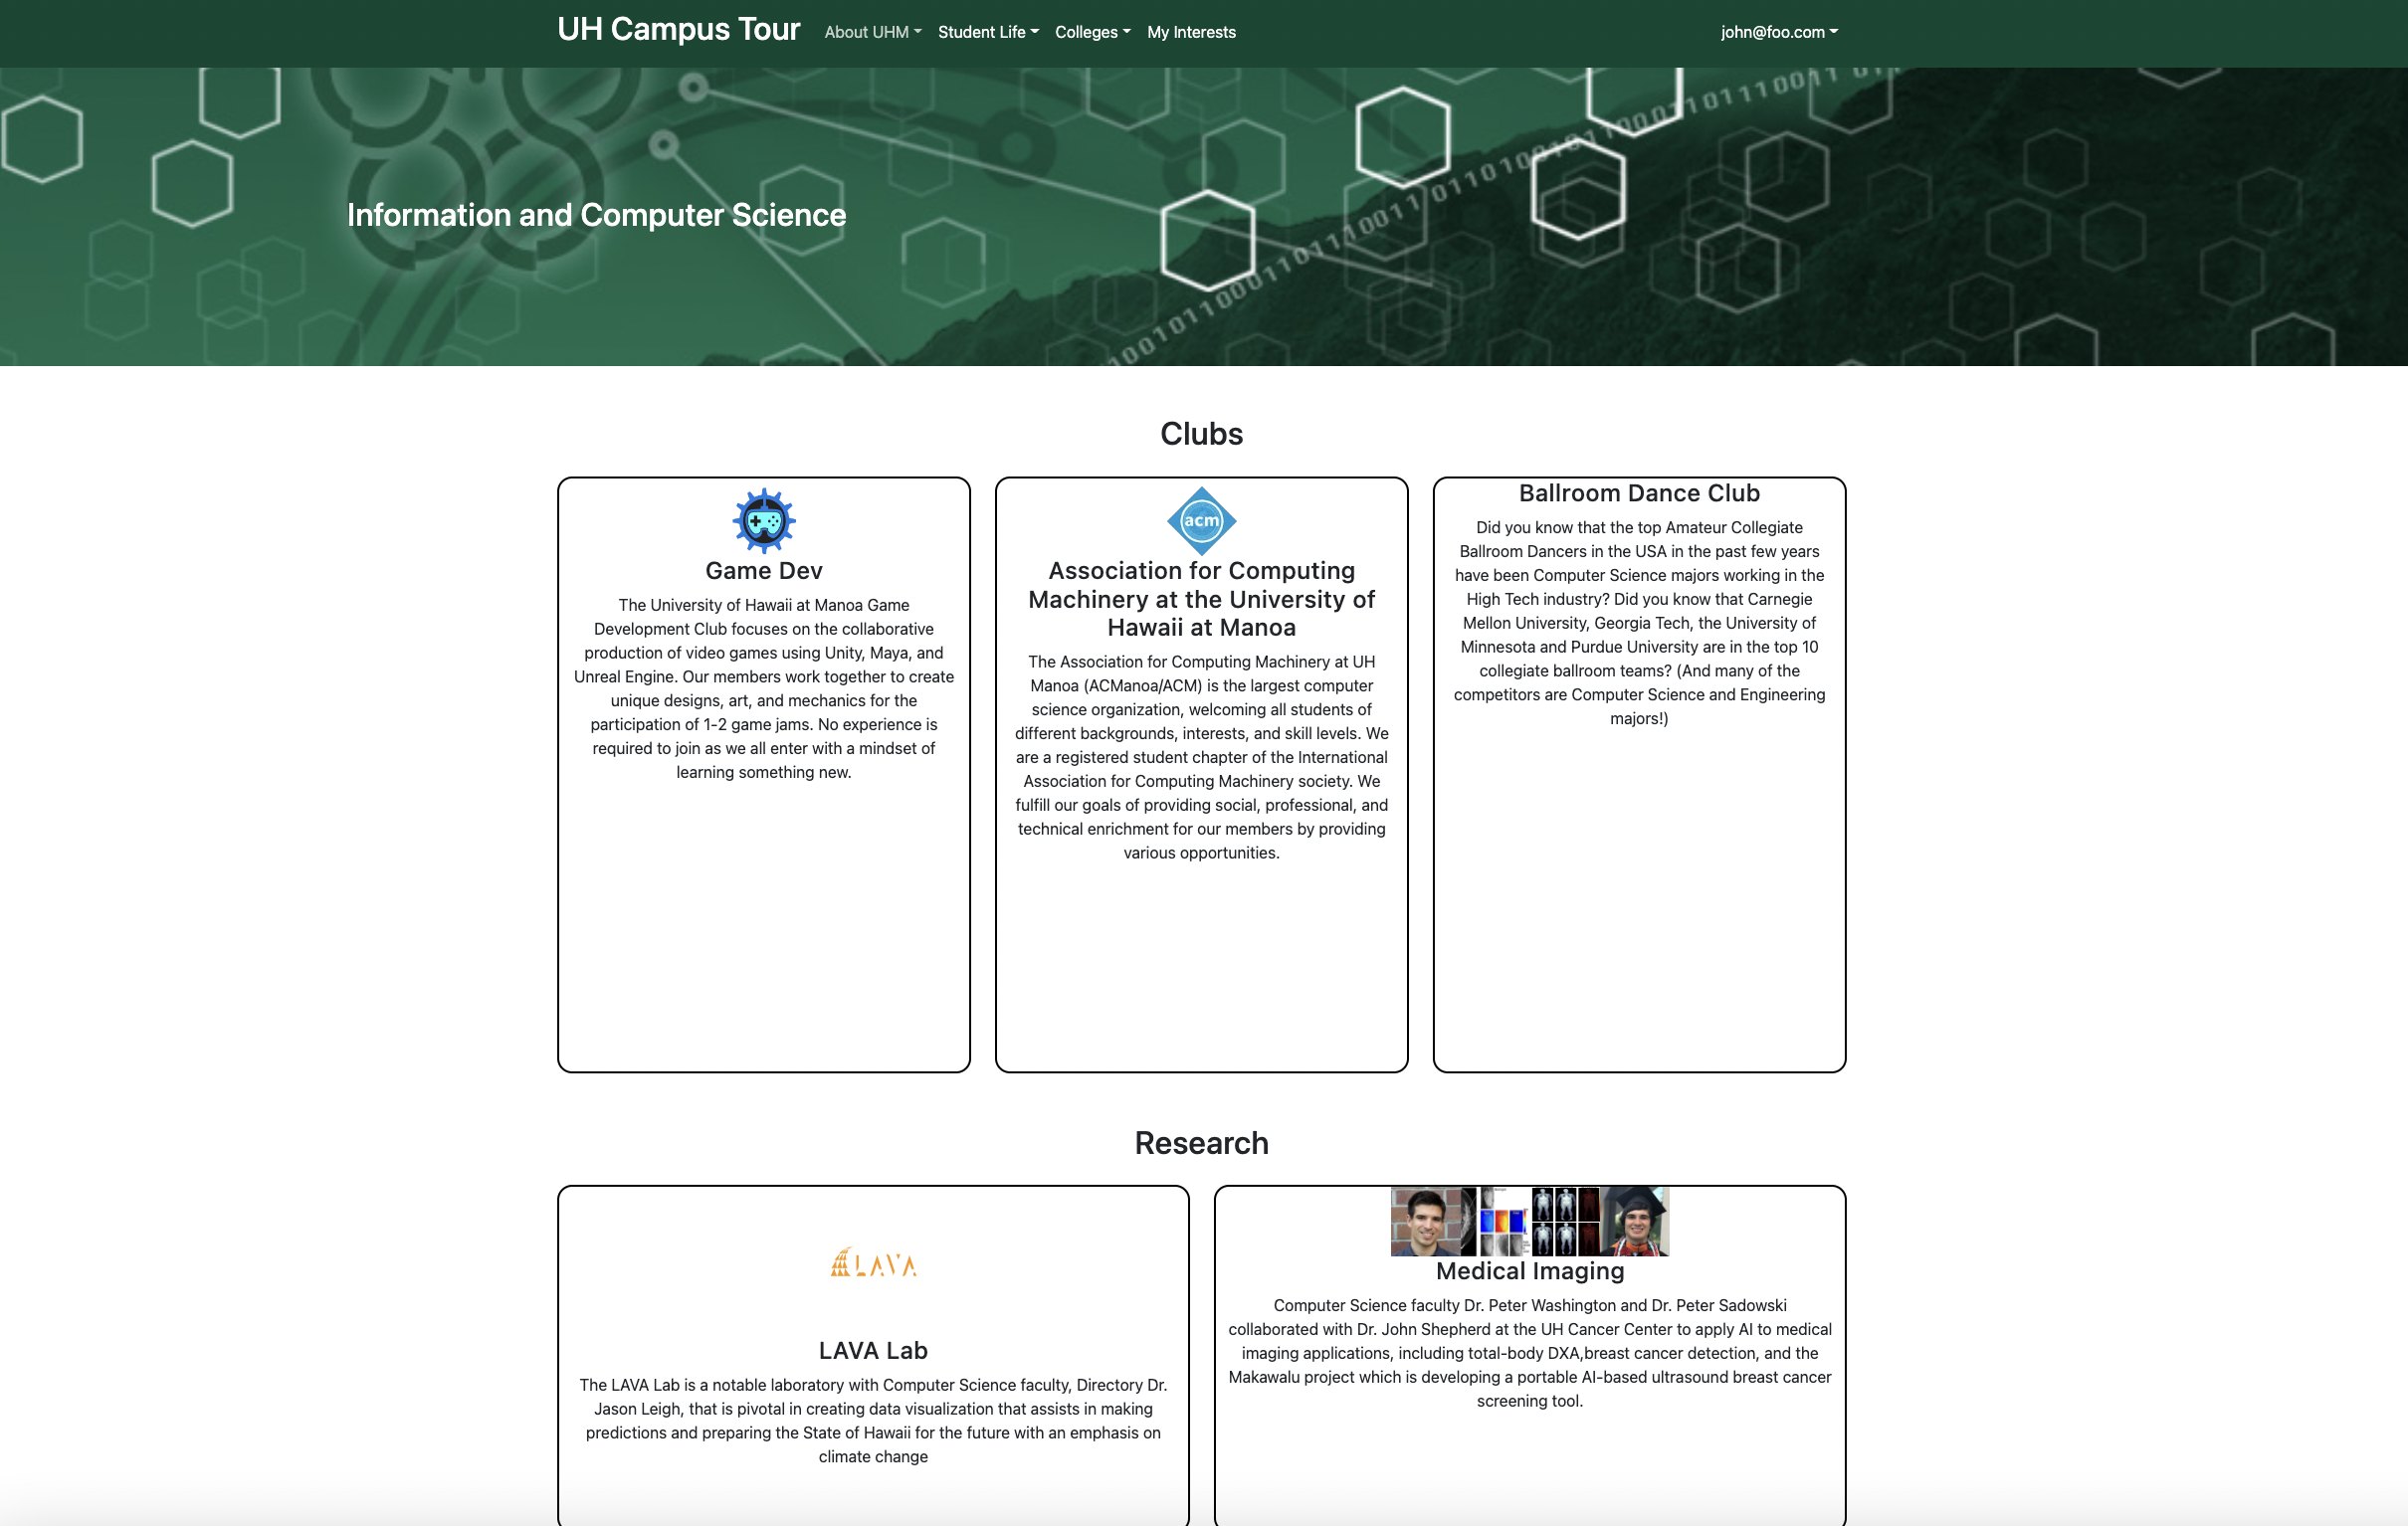 UH Campus Tour About UHM Student Life Colleges My Interests john@foo.com
Information and Computer Science
Clubs
acm
Game Dev
The University of Hawaii at Manoa Game
Development Club focuses on the collaborative
production of video games using Unity, Maya, and
Unreal Engine. Our members work together to create
unique designs, art, and mechanics for the
participation of 1-2 game jams. No experience is
required to join as we all enter with a mindset of
learning something new.
Association for Computing
Machinery at the University of
Hawaii at Manoa
The Association for Computing Machinery at UH
Manoa (ACManoa/ACM) is the largest computer
science organization, welcoming all students of
different backgrounds, interests, and skill levels. We
are a registered student chapter of the International
Association for Computing Machinery society. We
fulfill our goals of providing social, professional, and
technical enrichment for our members by providing
various opportunities.
Ballroom Dance Club
Did you know that the top Amateur Collegiate
Ballroom Dancers in the USA in the past few years
have been Computer Science majors working in the
High Tech industry? Did you know that Carnegie
Mellon University, Georgia Tech, the University of
Minnesota and Purdue University are in the top 10
collegiate ballroom teams? (And many of the
competitors are Computer Science and Engineering
majors!)
Research
LAVA
LAVA Lab
The LAVA Lab is a notable laboratory with Computer Science faculty, Directory Dr.
Jason Leigh, that is pivotal in creating data visualization that assists in making
predictions and preparing the State of Hawaii for the future with an emphasis on
climate change
Medical Imaging
Computer Science faculty Dr. Peter Washington and Dr. Peter Sadowski
collaborated with Dr. John Shepherd at the UH Cancer Center to apply AI to medical
imaging applications, including total-body DXA,breast cancer detection, and the
Makawalu project which is developing a portable AI-based ultrasound breast cancer
screening tool.